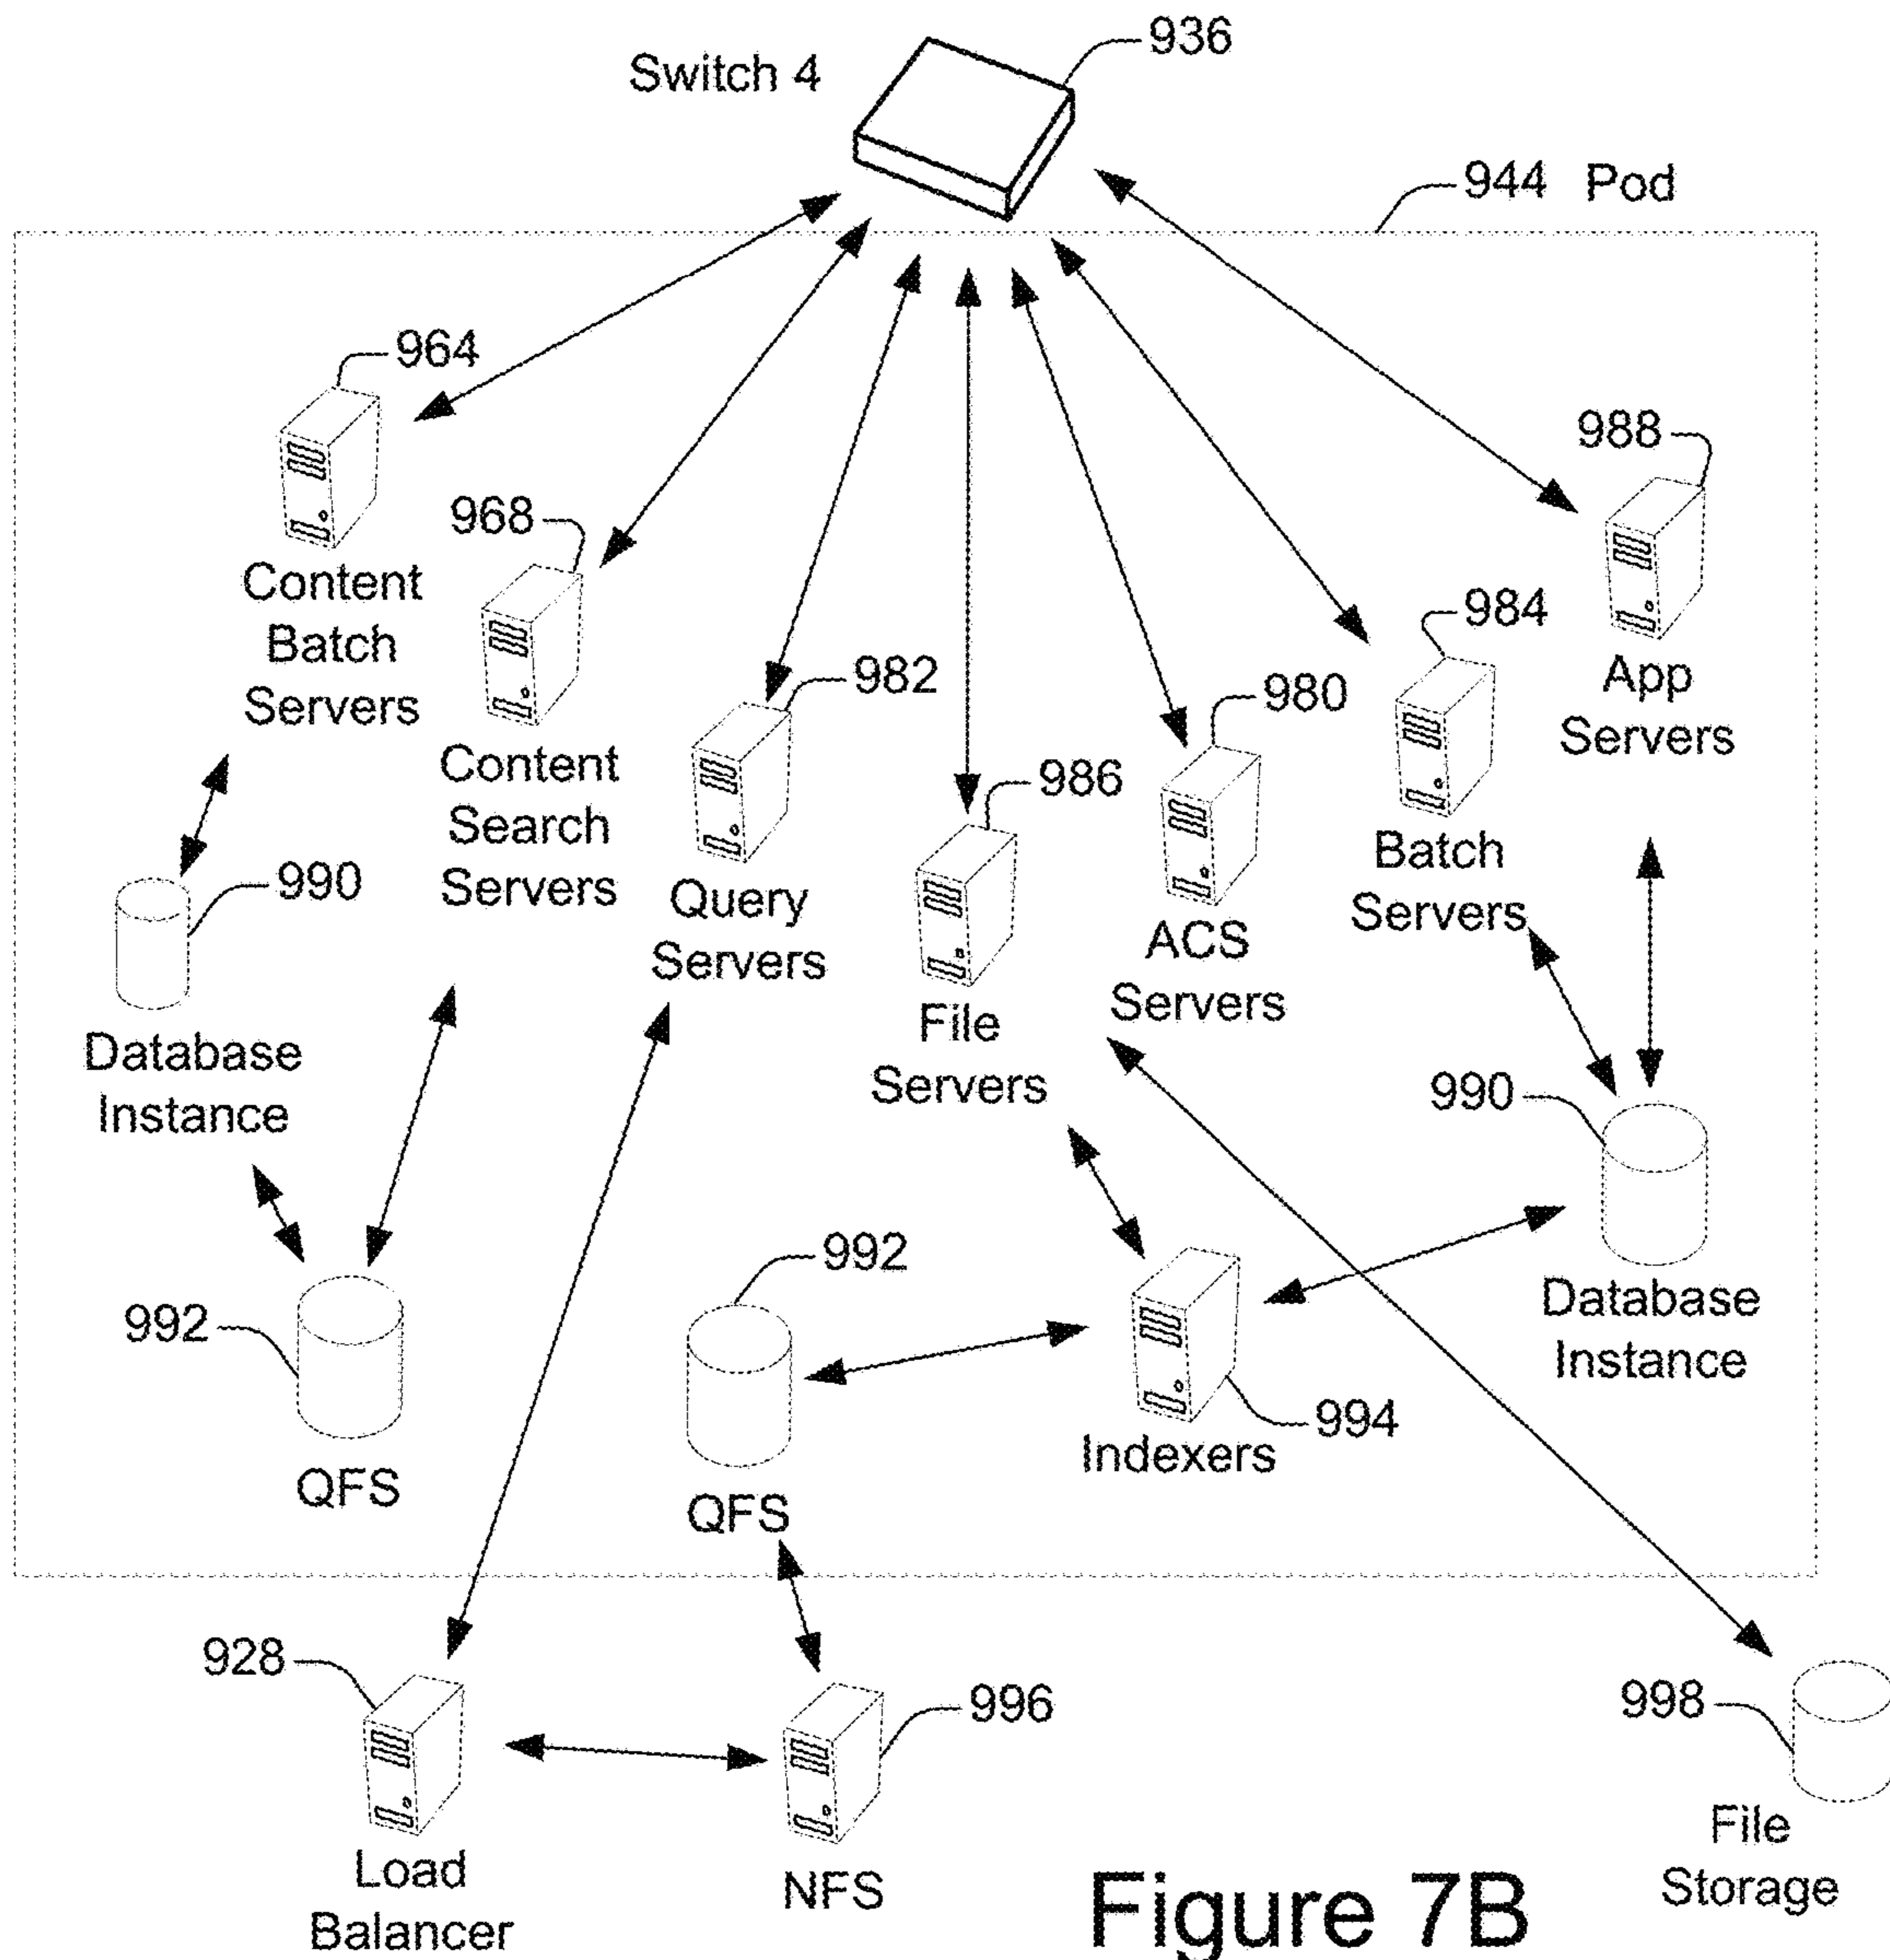 936
Switch 4
944 Pod
964
988
968
Content
Batch
Servers
984
982
980
App
Servers
Content
Search
Servers
986
Batch
Servers
990
Query
Servers
ACS
Servers
File
Servers
Database
Instance
990
992
992
Database
Instance
994
Indexers
QFS
QFS
928
996
998
File
Storage
Load
Balancer
NFS
Figure 7B